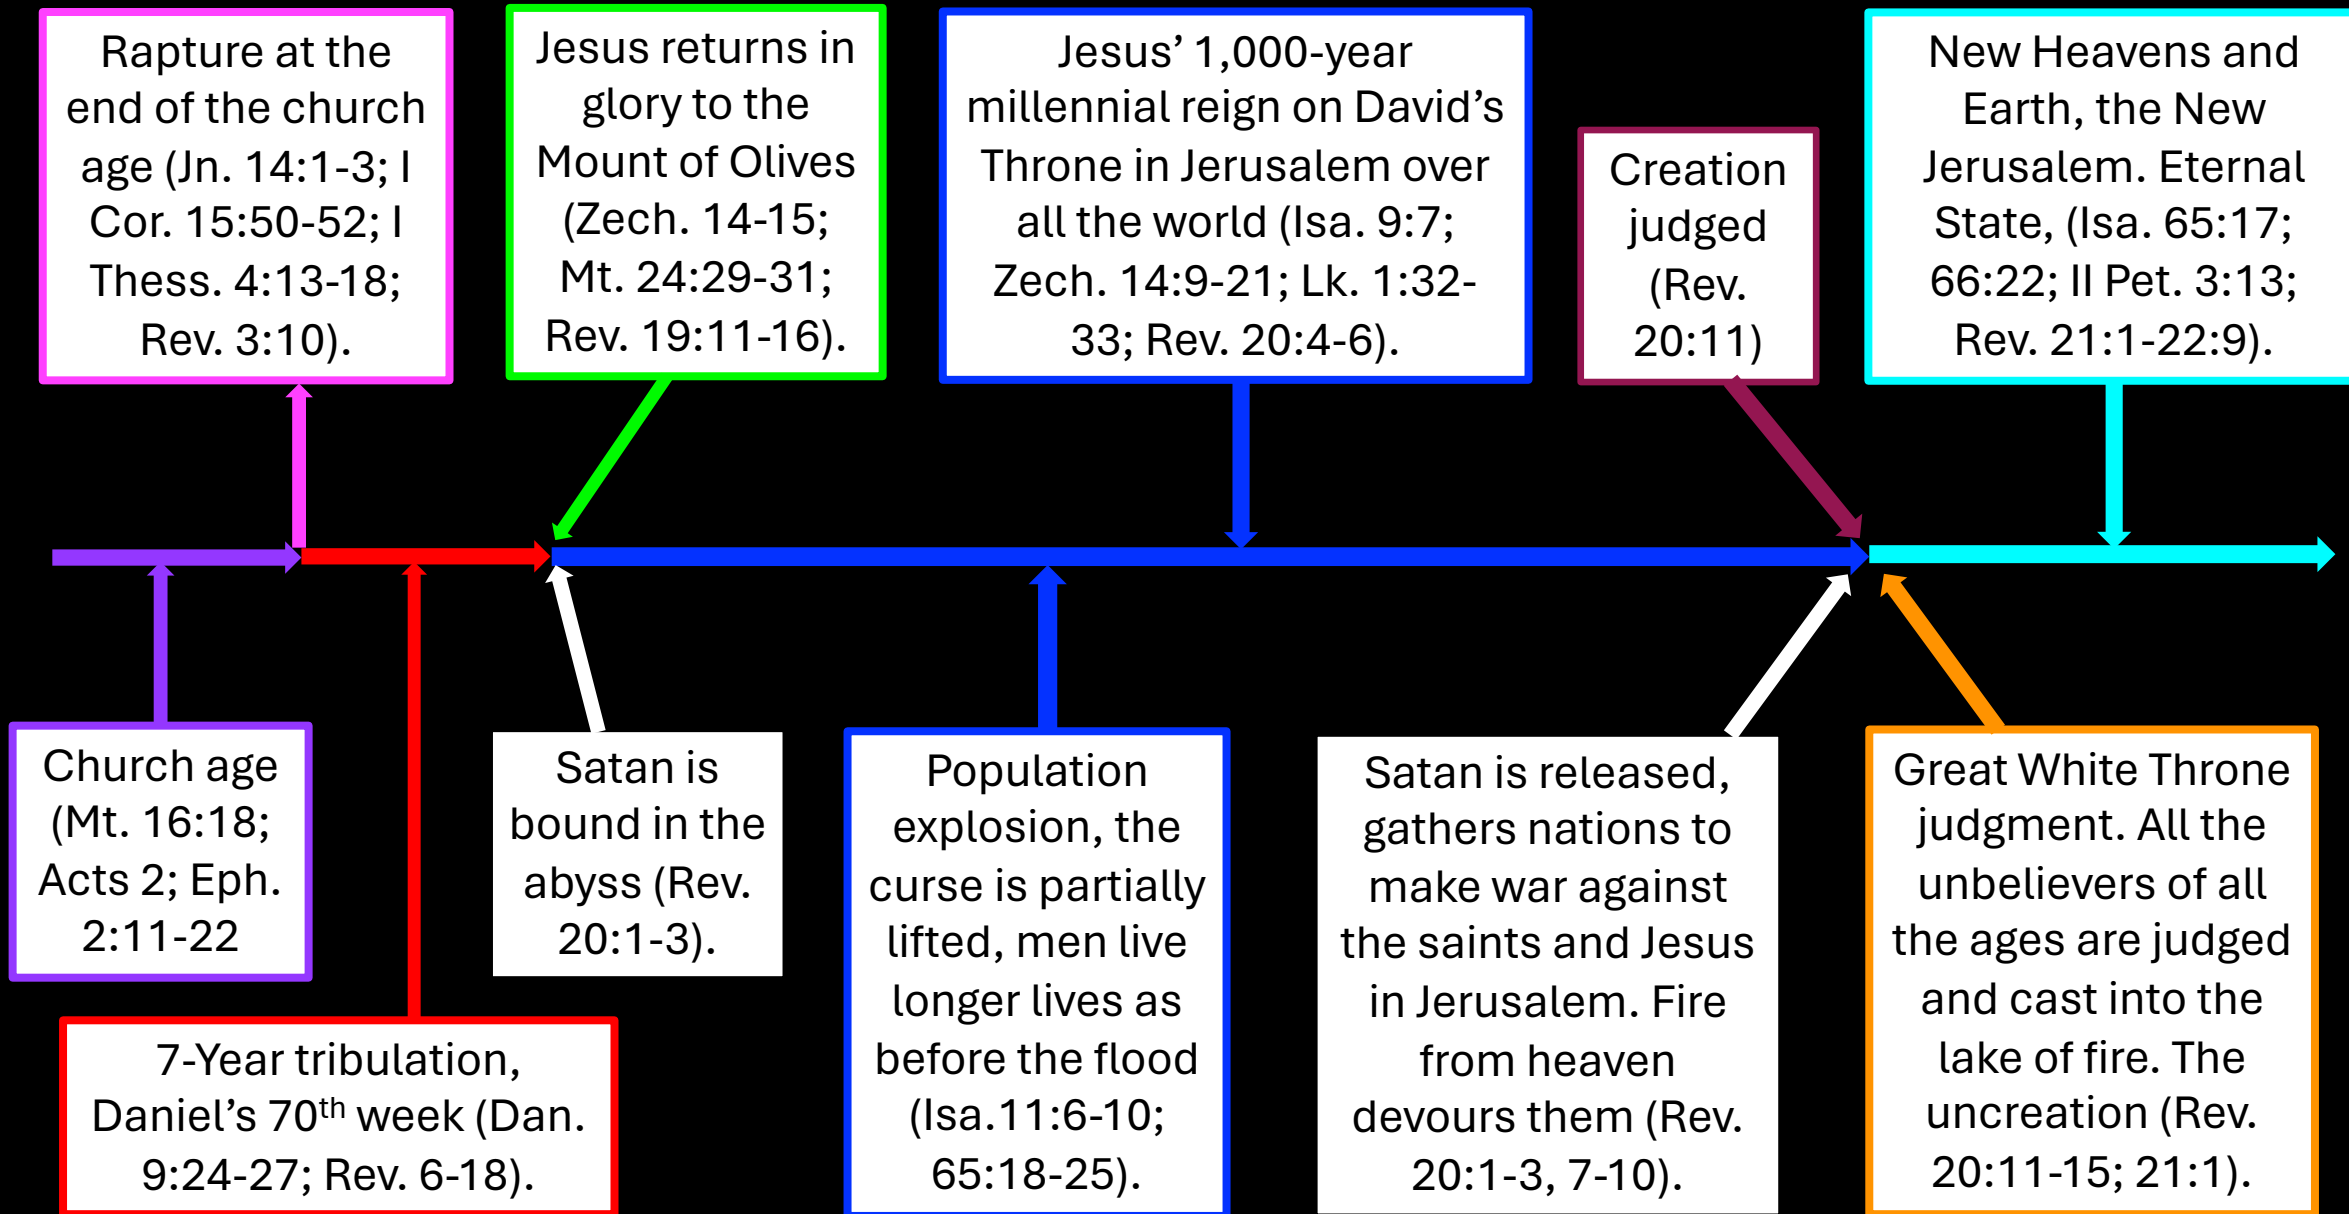 Rapture at the
end of the church
age (Jn. 14:1-3; I
Cor. 15:50-52; I
Thess. 4:13-18;
Rev. 3:10).
Jesus returns in
glory to the
Mount of Olives
(Zech. 14-15;
Mt. 24:29-31;
Rev. 19:11-16).
Jesus’ 1,000-year
millennial reign on David’s
Throne in Jerusalem over
all the world (Isa. 9:7;
Zech. 14:9-21; Lk. 1:32-
33; Rev. 20:4-6).
Creation
judged
(Rev.
20:11)
New Heavens and
Earth, the New
Jerusalem. Eternal
State, (Isa. 65:17;
66:22; II Pet. 3:13;
Rev. 21:1-22:9).
Church age
(Mt. 16:18;
Acts 2; Eph.
2:11-22
7-Year tribulation,
Daniel’s 70th week (Dan.
9:24-27; Rev. 6-18).
Satan is
bound in the
abyss (Rev.
20:1-3).
Population
explosion, the
curse is partially
lifted, men live
longer lives as
before the flood
(Isa.11:6-10;
65:18-25).
Satan is released,
gathers nations to
make war against
the saints and Jesus
in Jerusalem. Fire
from heaven
devours them (Rev.
20:1-3, 7-10).
Great White Throne
judgment. All the
unbelievers of all
the ages are judged
and cast into the
lake of fire. The
uncreation (Rev.
20:11-15; 21:1).